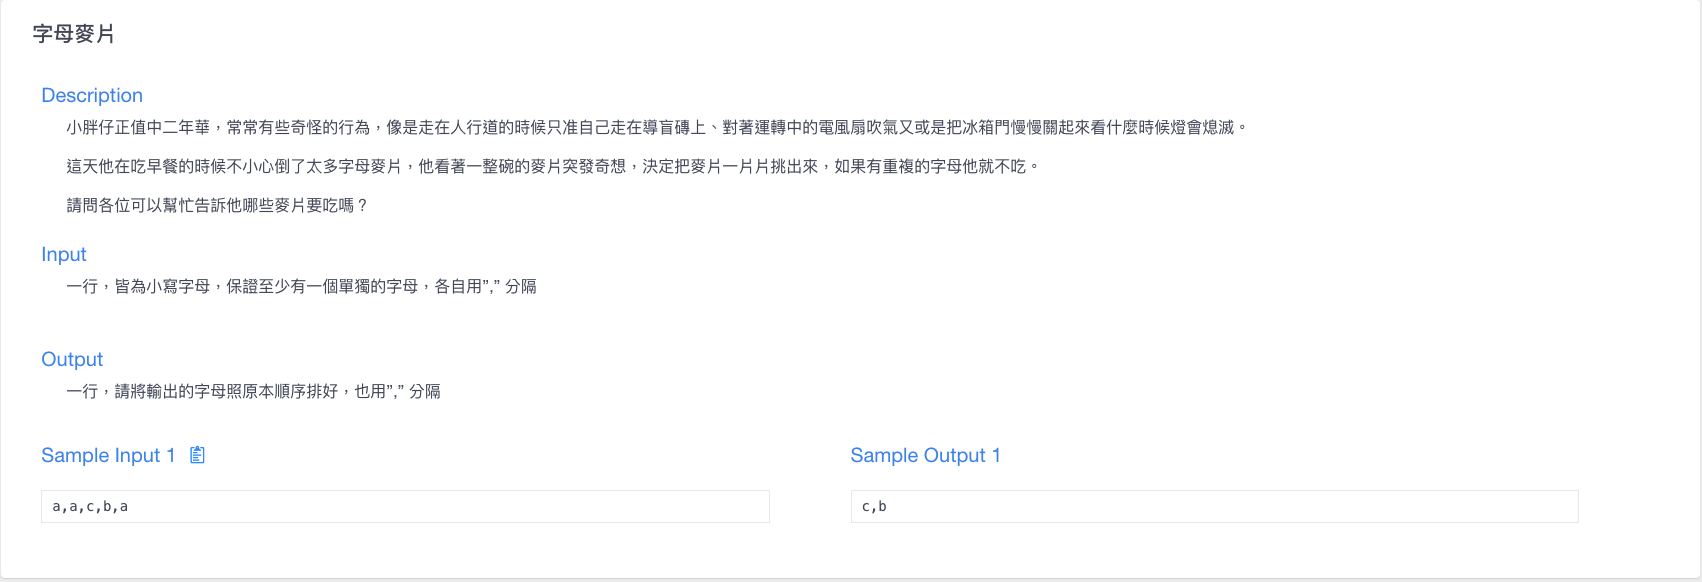 字母麥片
Description
小胖仔正值中二年華，常常有些奇怪的行為，像是走在人行道的時候只准自己走在導盲磚上、對著運轉中的電風扇吹氣又或是把冰箱門慢慢關起來看什麼時候燈會熄滅。
這天他在吃早餐的時候不小心倒了太多字母麥片，他看著一整碗的麥片突發奇想，決定把麥片一片片挑出來，如果有重複的字母他就不吃。
請問各位可以幫忙告訴他哪些麥片要吃嗎？
Input
一行，皆為小寫字母，保證至少有一個單獨的字母，各自用”,” 分隔
Output
一行，請將輸出的字母照原本順序排好，也用”,” 分隔
Sample Input 1
a,a,c,b,a
Sample Output 1
c,b